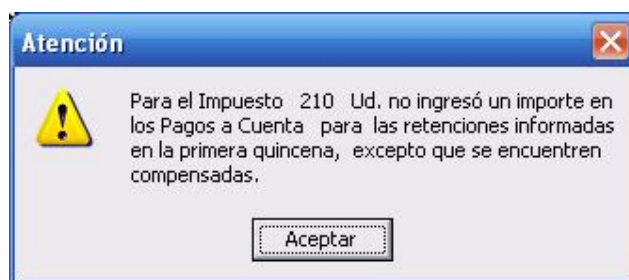 Atención
Para el Impuesto 210 Ud. no ingresó un importe en
los Pagos a Cuenta para las retenciones informadas
en la primera quincena, excepto que se encuentren
compensadas.
Aceptar